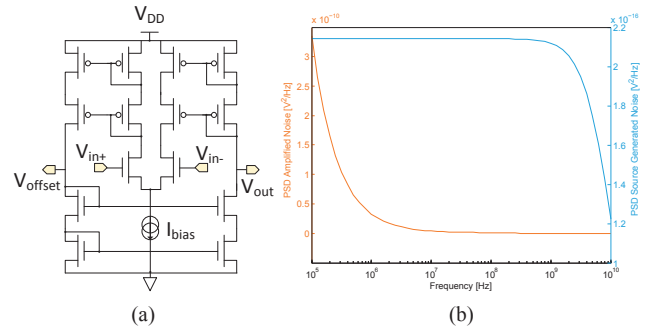 V_DD
V_in+
V_in-
V_offset
V_out
I_bias
(a)
x 10^-10
x 10^-16
PSD Amplified Noise [V^2/Hz]
3
2.5
2
1.5
1
0.5
0
PSD Source Generated Noise [V^2/Hz]
2.2
2
1.8
1.6
1.4
1.2
1
10^5
10^6
10^7
10^8
10^9
10^10
Frequency [Hz]
(b)